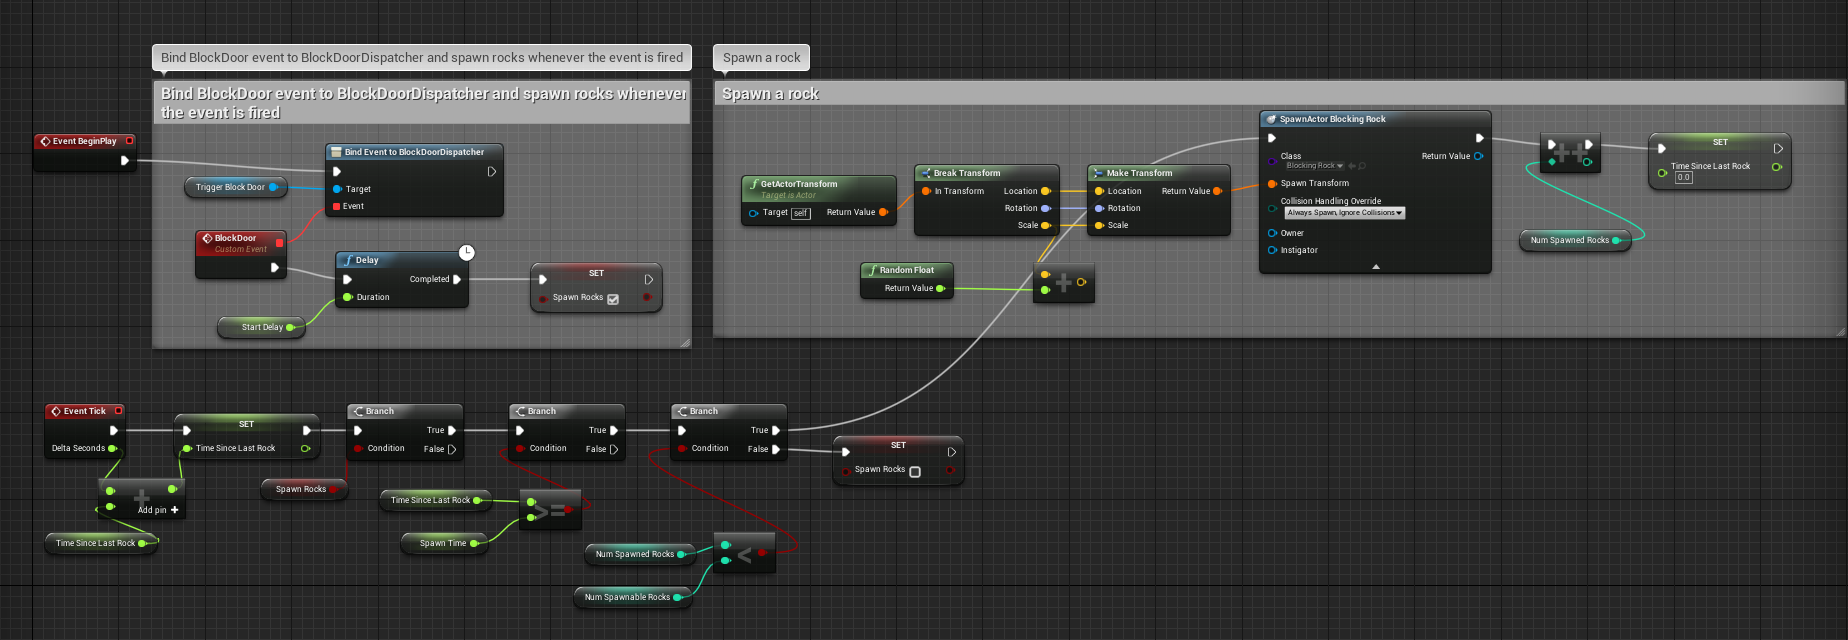 Bind BlockDoor event to BlockDoorDispatcher and spawn rocks whenever the event is fired
Bind BlockDoor event to BlockDoorDispatcher and spawn rocks whenever
the event is fired
Event BeginPlay
Bind Event to BlockDoorDispatcher
Trigger Block Door
Target
Event
BlockDoor
Custom Event
Delay
Completed
Duration
Start Delay
SET
Spawn Rocks
Spawn a rock
Spawn a rock
GetActorTransform
Target is Actor
Target self
Return Value
Break Transform
In Transform
Location
Rotation
Scale
Make Transform
Location
Return Value
Rotation
Scale
Random Float
Return Value
+
SpawnActor Blocking Rock
Class
Blocking Rock
Return Value
Spawn Transform
Collision Handling Override
Always Spawn, Ignore Collisions
Owner
Instigator
++
Num Spawned Rocks
SET
Time Since Last Rock
0.0
Event Tick
Delta Seconds
+
Add pin +
Time Since Last Rock
SET
Time Since Last Rock
Branch
True
Condition
False
Spawn Rocks
Branch
True
Condition
False
Time Since Last Rock
Spawn Time
>=
Branch
True
Condition
False
Num Spawned Rocks
Num Spawnable Rocks
<
SET
Spawn Rocks